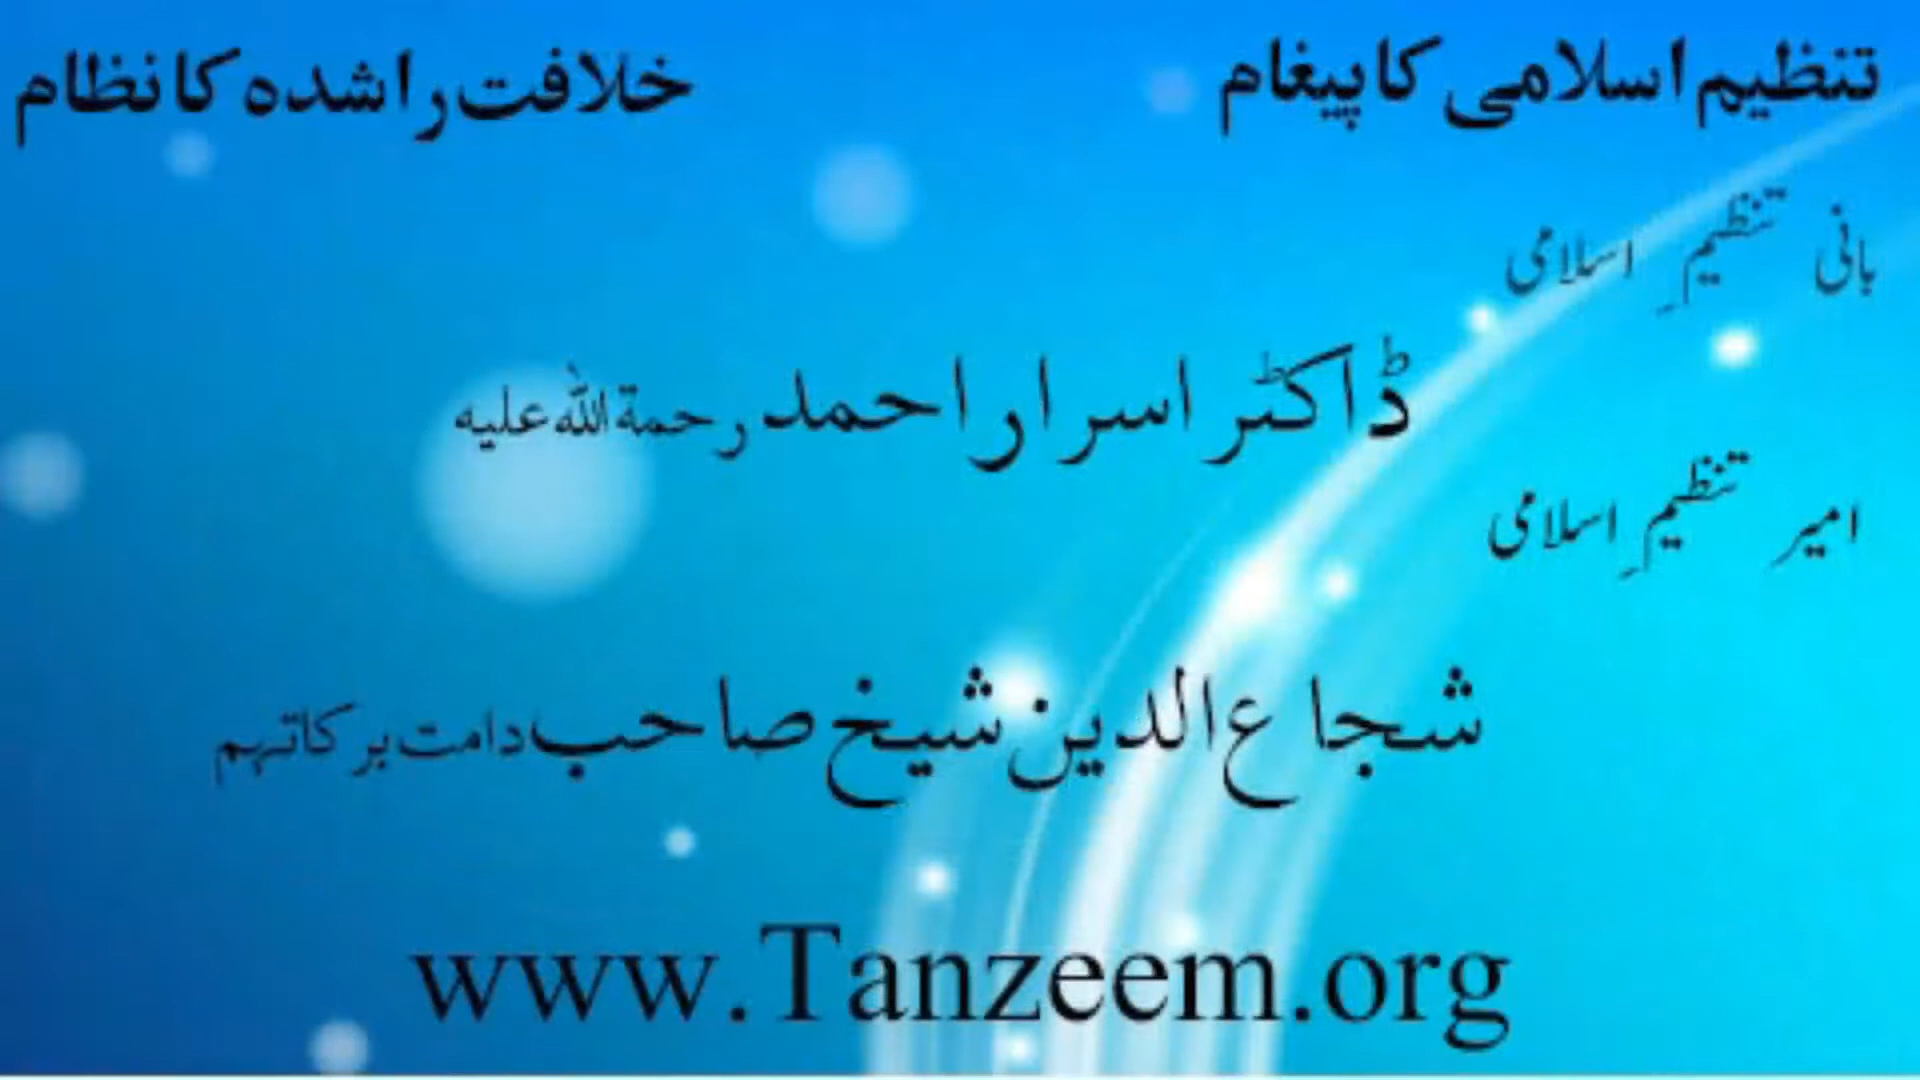 تنظیم اسلامی کا پیغام خلافت راشدہ کا نظام
بانی تنظیمِ اسلامی
ڈاکٹر اسرار احمد رحمۃ اللہ علیہ
امیر تنظیمِ اسلامی
شجاع الدین شیخ صاحب دامت برکاتہم
www.Tanzeem.org